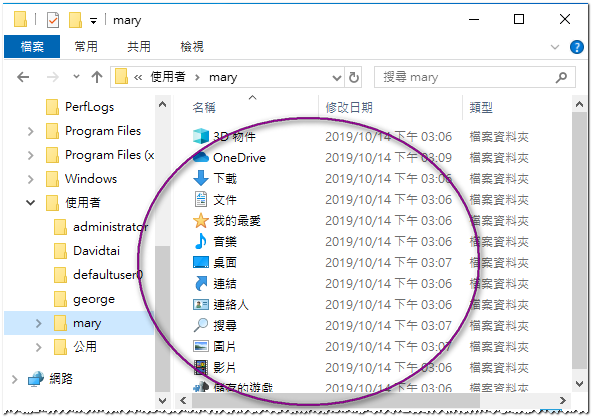 mary
檔案 常用 共用 檢視
« 使用者 › mary 搜尋 mary
PerfLogs
Program Files
Program Files (x
Windows
使用者
administrator
Davidtai
defaultuser0
george
mary
公用
網路
名稱 修改日期 類型
3D 物件 2019/10/14 下午 03:06 檔案資料夾
OneDrive 2019/10/14 下午 03:09 檔案資料夾
下載 2019/10/14 下午 03:06 檔案資料夾
文件 2019/10/14 下午 03:06 檔案資料夾
我的最愛 2019/10/14 下午 03:06 檔案資料夾
音樂 2019/10/14 下午 03:06 檔案資料夾
桌面 2019/10/14 下午 03:07 檔案資料夾
連結 2019/10/14 下午 03:06 檔案資料夾
連絡人 2019/10/14 下午 03:06 檔案資料夾
搜尋 2019/10/14 下午 03:07 檔案資料夾
圖片 2019/10/14 下午 03:07 檔案資料夾
影片 2019/10/14 下午 03:06 檔案資料夾
儲存的遊戲 2019/10/14 下午 03:06 檔案資料夾